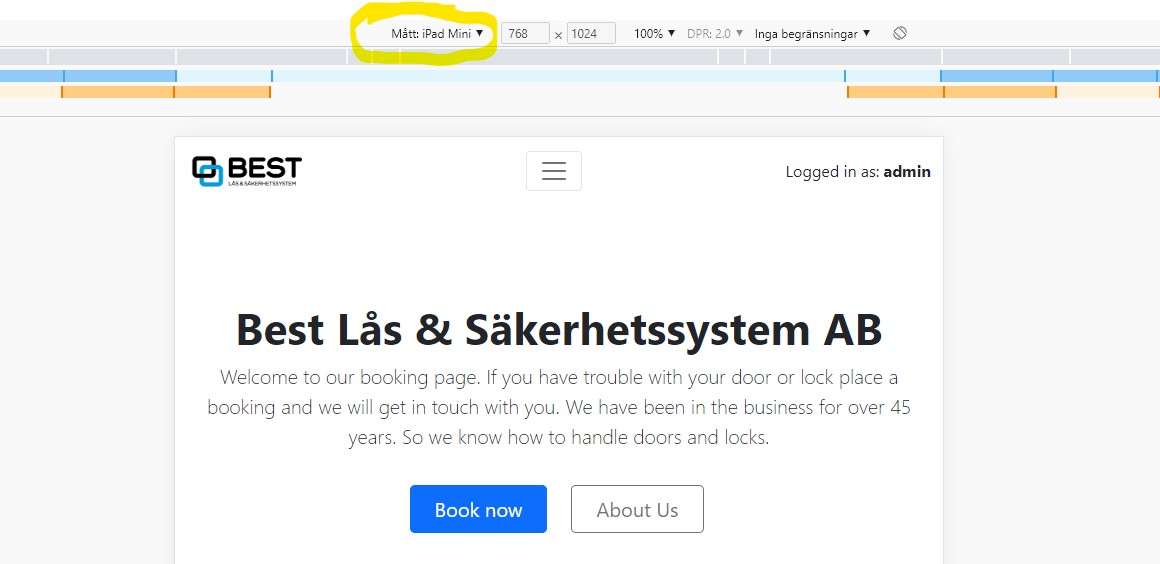 Mått: iPad Mini ▼ 768 × 1024 100% ▼ DPR: 2.0 ▼ Inga begränsningar ▼
BEST
LÅS & SÄKERHETSSYSTEM
Logged in as: admin
Best Lås & Säkerhetssystem AB
Welcome to our booking page. If you have trouble with your door or lock place a
booking and we will get in touch with you. We have been in the business for over 45
years. So we know how to handle doors and locks.
Book now About Us